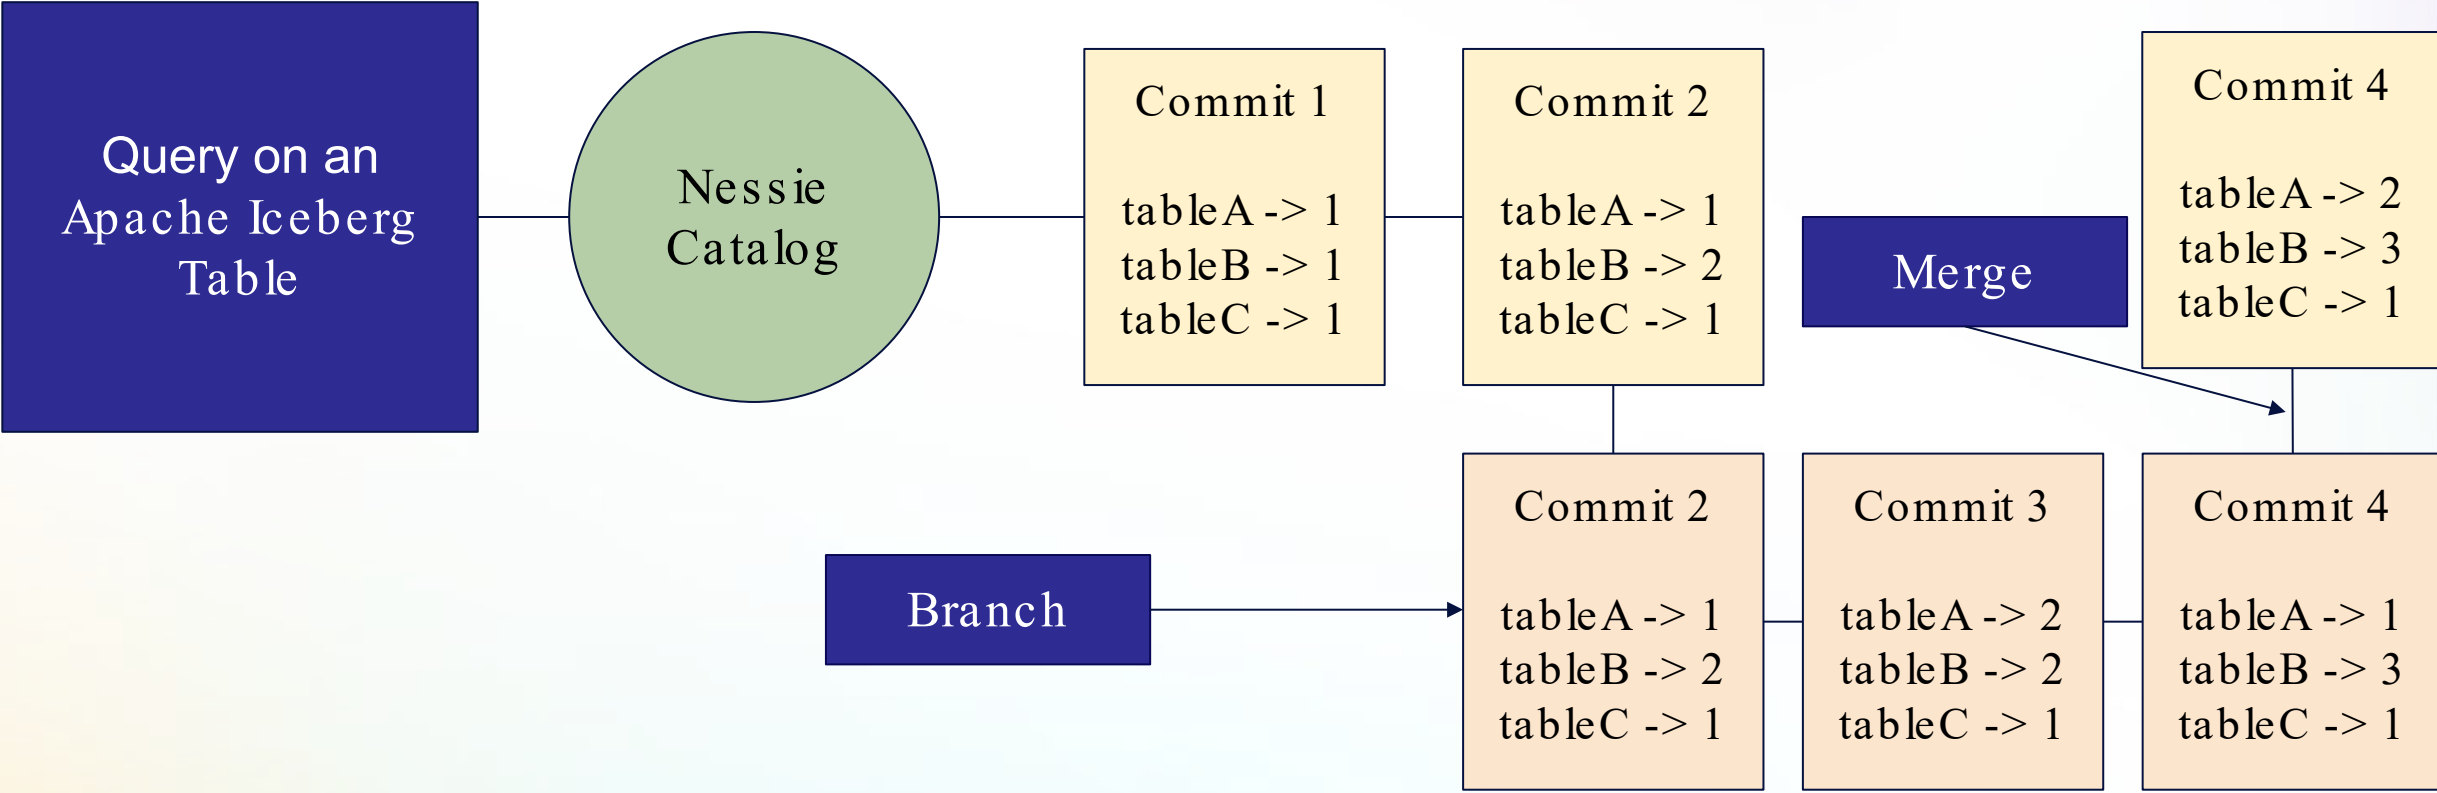 Query on an
Apache Iceberg
Table
Nessie
Catalog
Commit 1
tableA -> 1
tableB -> 1
tableC -> 1
Commit 2
tableA -> 1
tableB -> 2
tableC -> 1
Merge
Commit 4
tableA -> 2
tableB -> 3
tableC -> 1
Branch
Commit 2
tableA -> 1
tableB -> 2
tableC -> 1
Commit 3
tableA -> 2
tableB -> 2
tableC -> 1
Commit 4
tableA -> 1
tableB -> 3
tableC -> 1